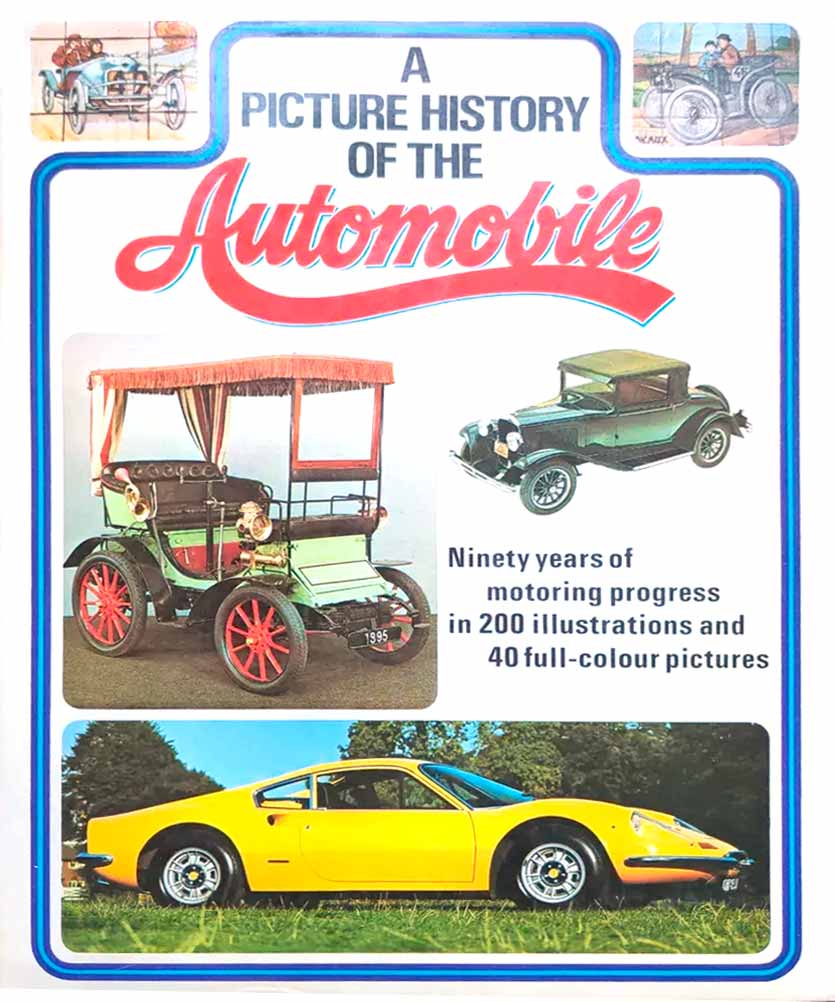 A
PICTURE HISTORY
OF THE
Automobile
Ninety years of
motoring progress
in 200 illustrations and
40 full-colour pictures
1995